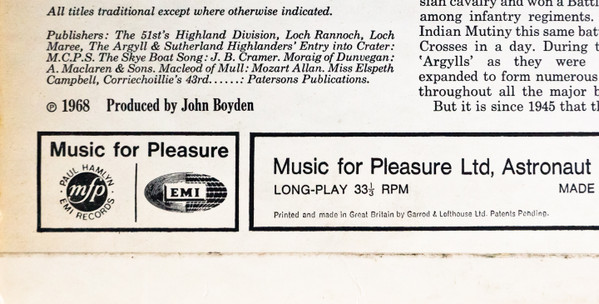 All titles traditional except where otherwise indicated.
Publishers: The 51st's Highland Division, Loch Rannoch, Loch
Maree, The Argyll & Sutherland Highlanders' Entry into Crater:
M.C.P.S. The Skye Boat Song: J. B. Cramer. Moraig of Dunvegan:
A. Maclaren & Sons. Macleod of Mull: Mozart Allan. Miss Elspeth
Campbell, Corriechoillie's 43rd......: Patersons Publications.
℗ 1968 Produced by John Boyden
sian cavalry and won a Battl
among infantry regiments.
Indian Mutiny this same bat
Crosses in a day. During t
'Argylls' as they were
expanded to form numerous
throughout all the major b
But it is since 1945 that th
Music for Pleasure
PAUL HAMLYN
mfp
EMI RECORDS
EMI
Music for Pleasure Ltd, Astronaut
LONG-PLAY 33⅓ RPM MADE
Printed and made in Great Britain by Garrod & Lofthouse Ltd. Patents Pending.